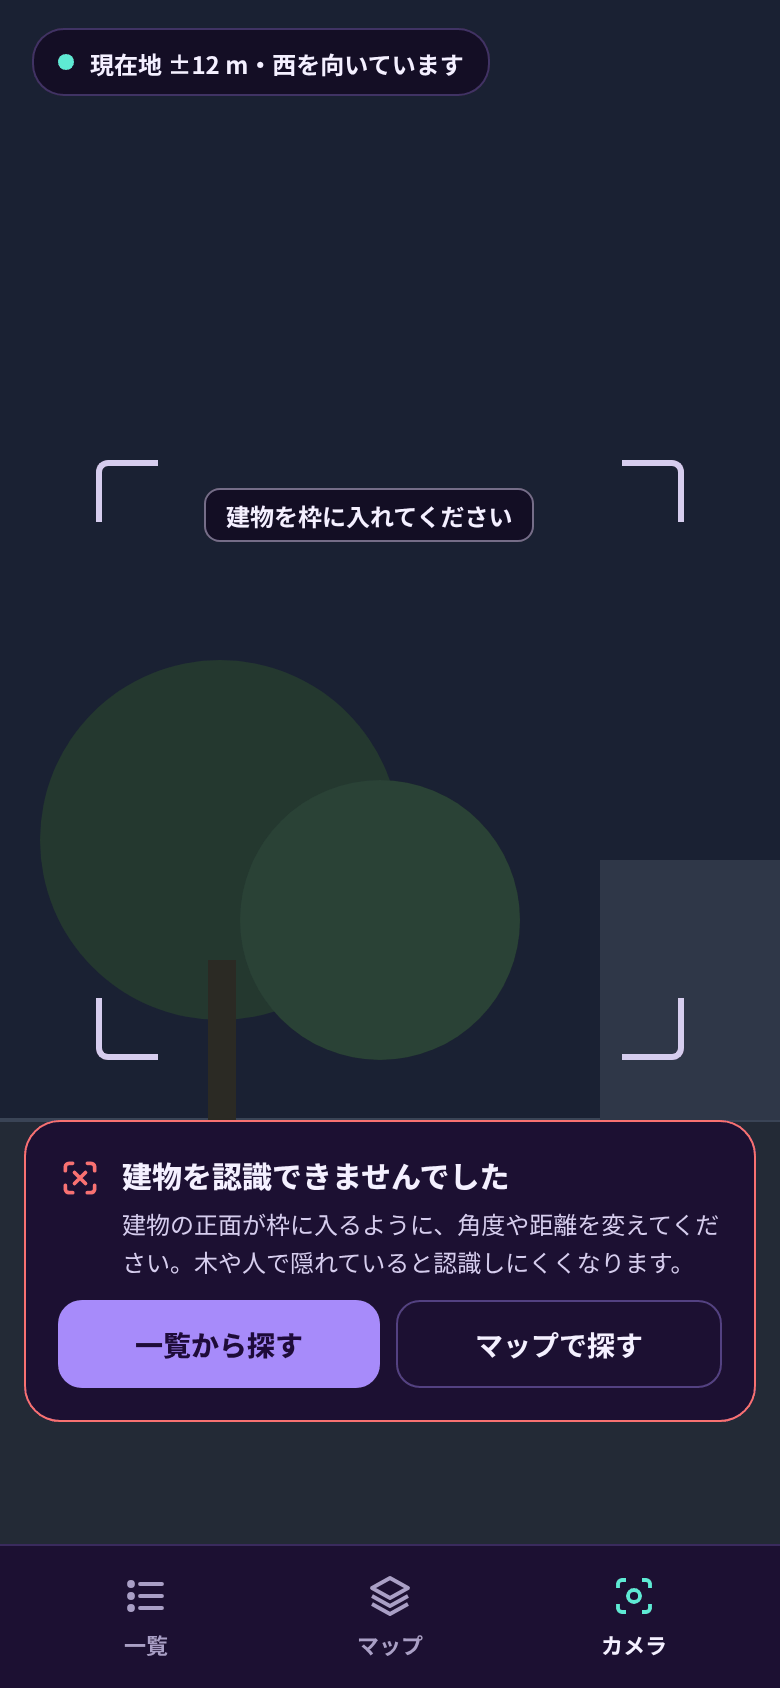 現在地 ±12 m・西を向いています
建物を枠に入れてください
建物を認識できませんでした
建物の正面が枠に入るように、角度や距離を変えてくだ
さい。木や人で隠れていると認識しにくくなります。
一覧から探す
マップで探す
一覧
マップ
カメラ